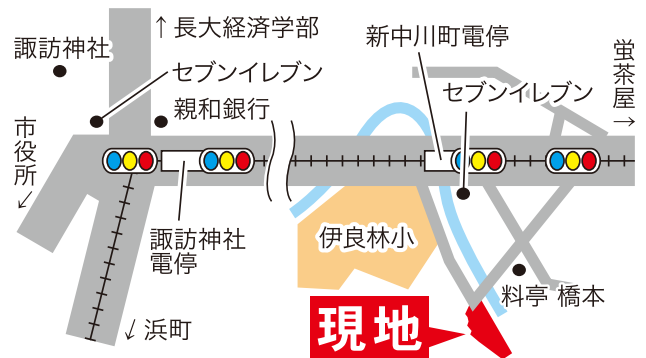 ↑長大経済学部
諏訪神社
セブンイレブン
親和銀行
新中川町電停
セブンイレブン
蛍茶屋→
市役所↙
諏訪神社
電停
伊良林小
料亭 橋本
↙浜町
現地